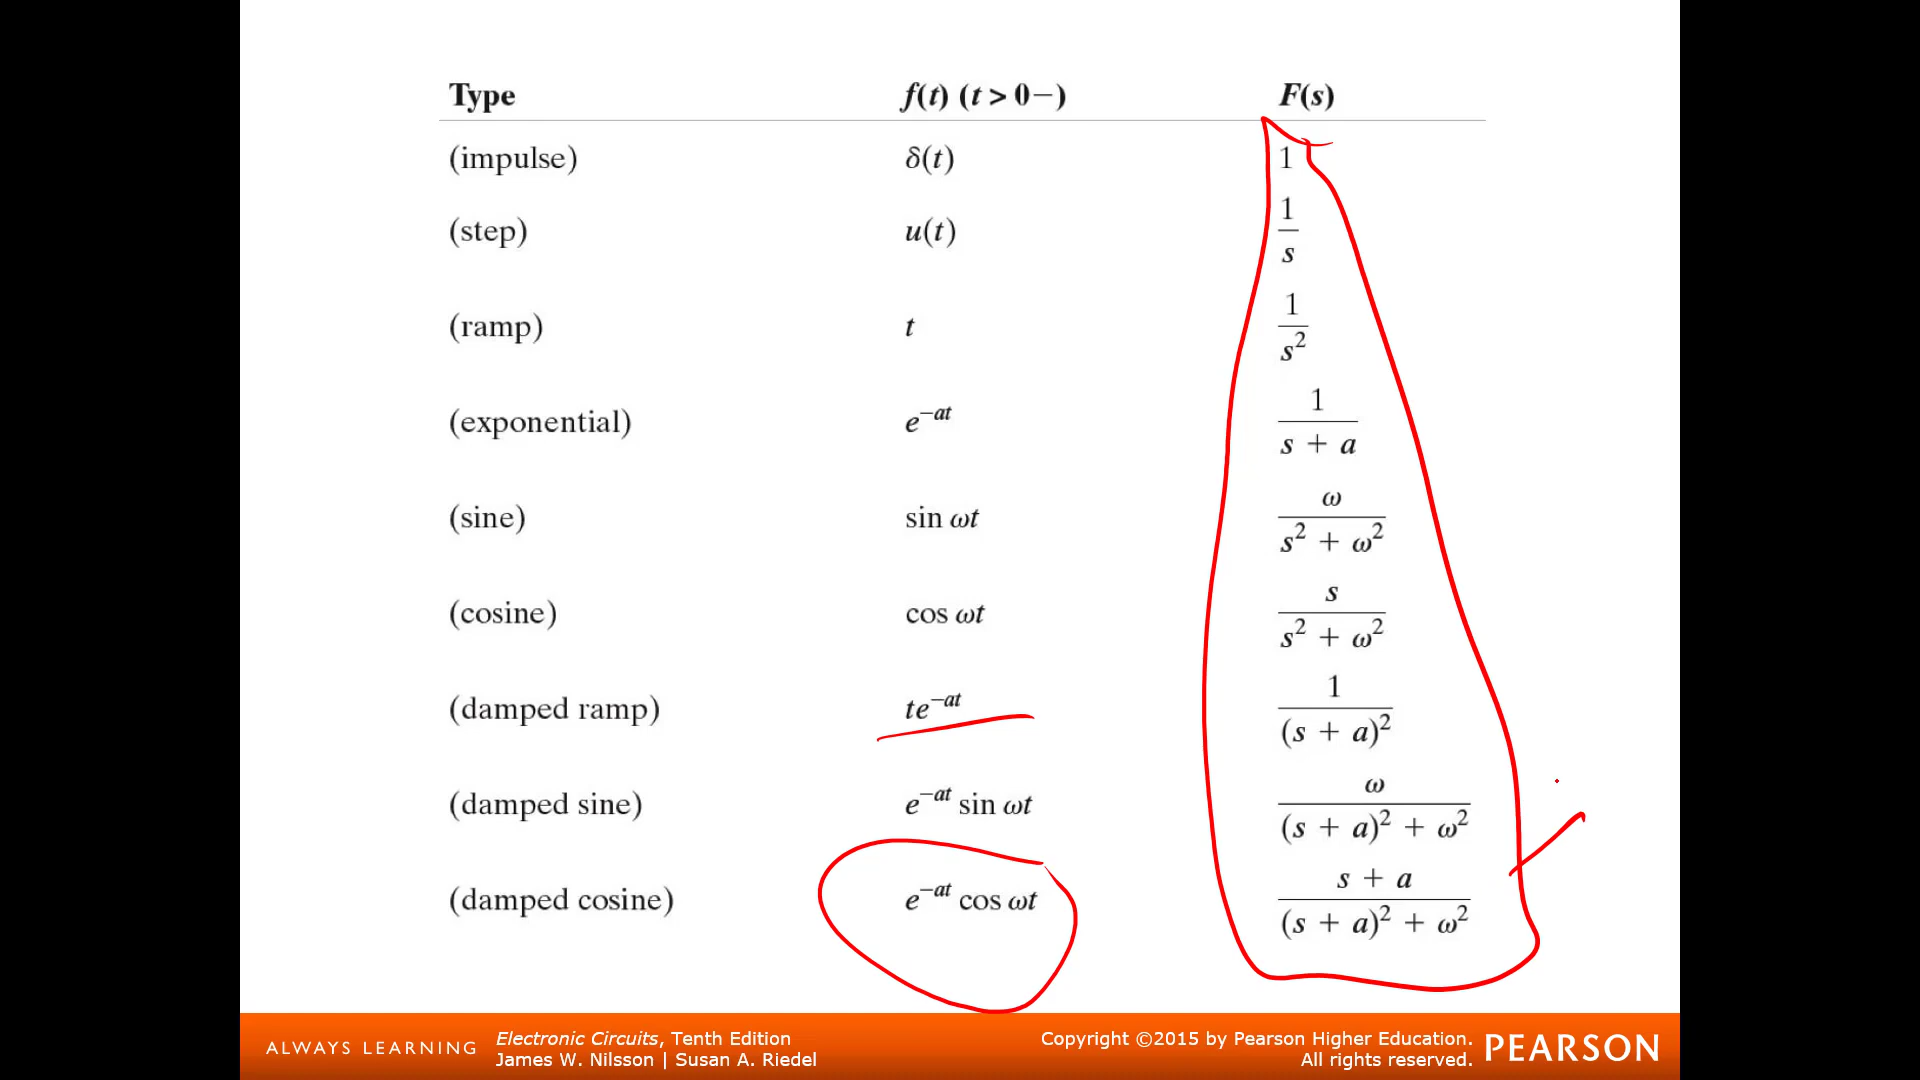 Type f(t) (t > 0−) F(s)
(impulse) δ(t) 1
(step) u(t) 1/s
(ramp) t 1/s²
(exponential) e⁻ᵃᵗ 1/(s + a)
(sine) sin ωt ω/(s² + ω²)
(cosine) cos ωt s/(s² + ω²)
(damped ramp) te⁻ᵃᵗ 1/(s + a)²
(damped sine) e⁻ᵃᵗ sin ωt ω/((s + a)² + ω²)
(damped cosine) e⁻ᵃᵗ cos ωt (s + a)/((s + a)² + ω²)
ALWAYS LEARNING
Electronic Circuits, Tenth Edition
James W. Nilsson | Susan A. Riedel
Copyright ©2015 by Pearson Higher Education.
All rights reserved.
PEARSON